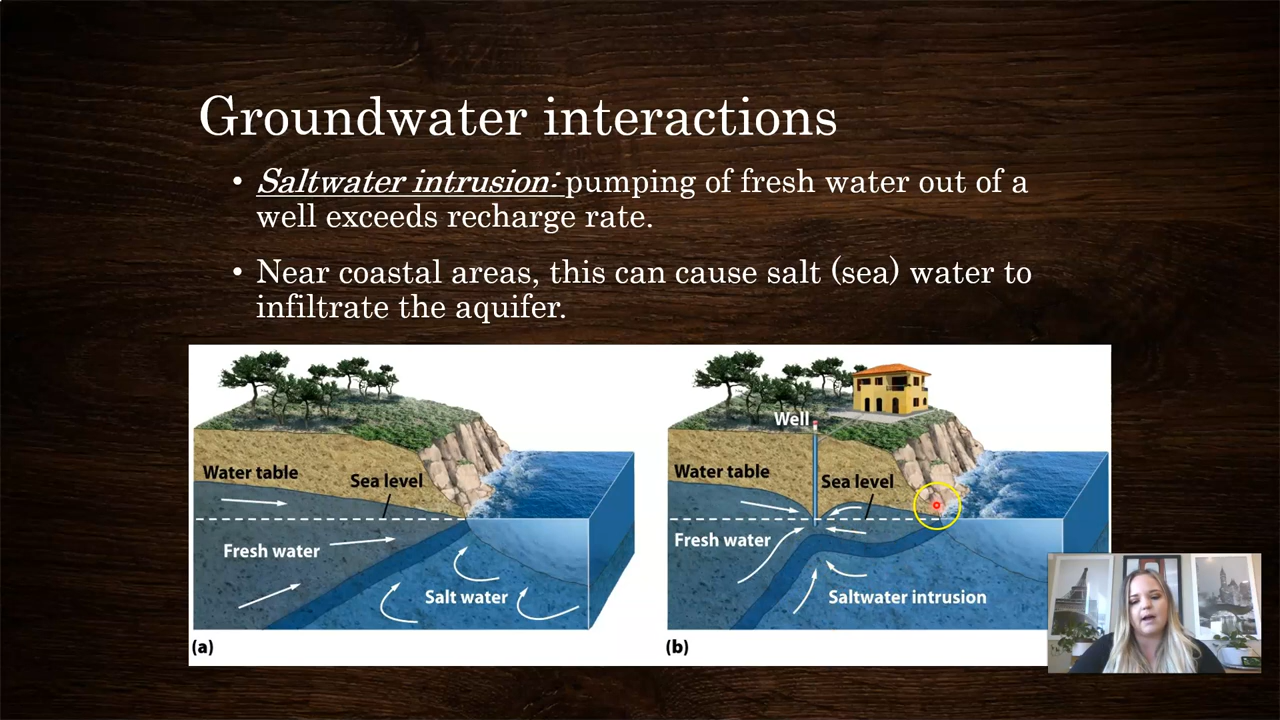 Groundwater interactions
• Saltwater intrusion: pumping of fresh water out of a
well exceeds recharge rate.
• Near coastal areas, this can cause salt (sea) water to
infiltrate the aquifer.
Water table
Sea level
Fresh water
Salt water
(a)
Well
Water table
Sea level
Fresh water
Saltwater intrusion
(b)